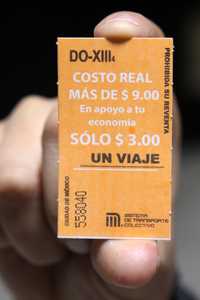 DO-XIII4
COSTO REAL
MÁS DE $ 9.00
En apoyo a tu
economía
SÓLO $ 3.00
UN VIAJE
PROHIBIDA SU REVENTA
CIUDAD DE MÉXICO
558040
SISTEMA
DE TRANSPORTE
COLECTIVO